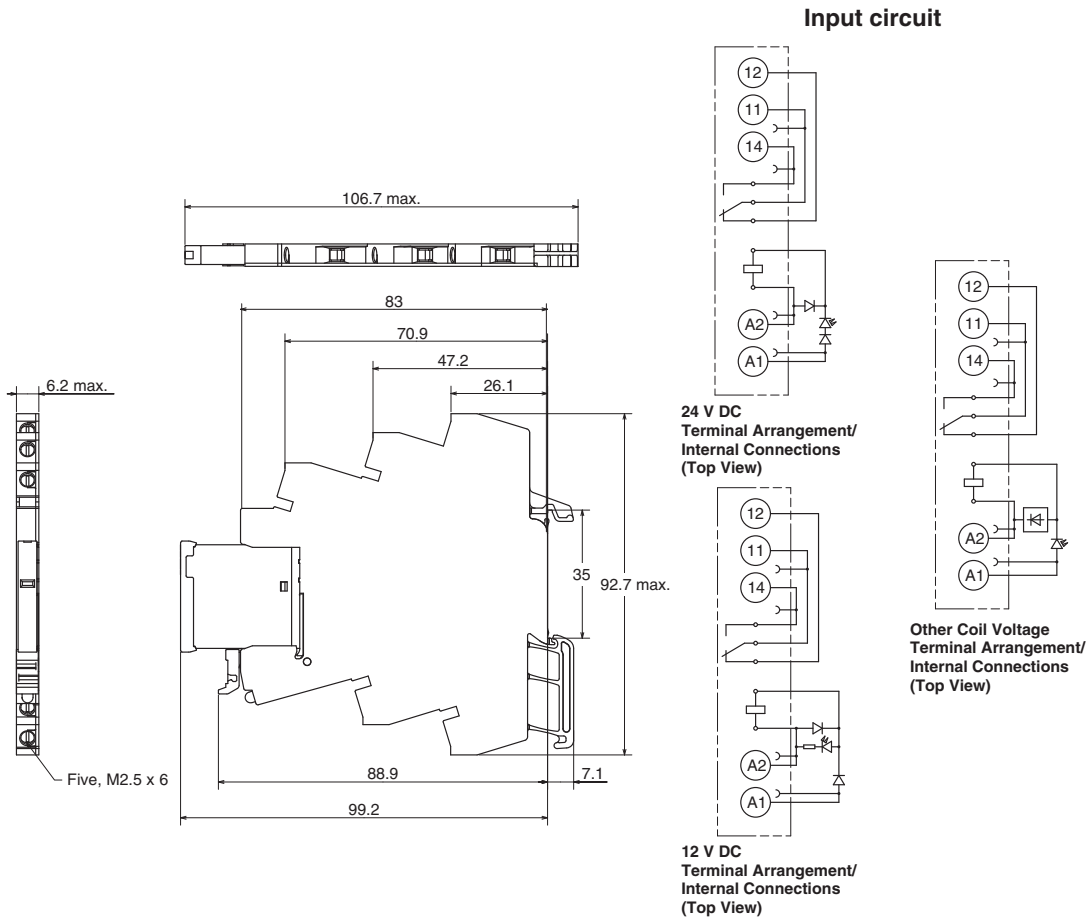 Input circuit
106.7 max.
83
70.9
47.2
26.1
6.2 max.
35
92.7 max.
Five, M2.5 x 6
88.9
7.1
99.2
12
11
14
A2
A1
24 V DC
Terminal Arrangement/
Internal Connections
(Top View)
12
11
14
A2
A1
12 V DC
Terminal Arrangement/
Internal Connections
(Top View)
12
11
14
A2
A1
Other Coil Voltage
Terminal Arrangement/
Internal Connections
(Top View)